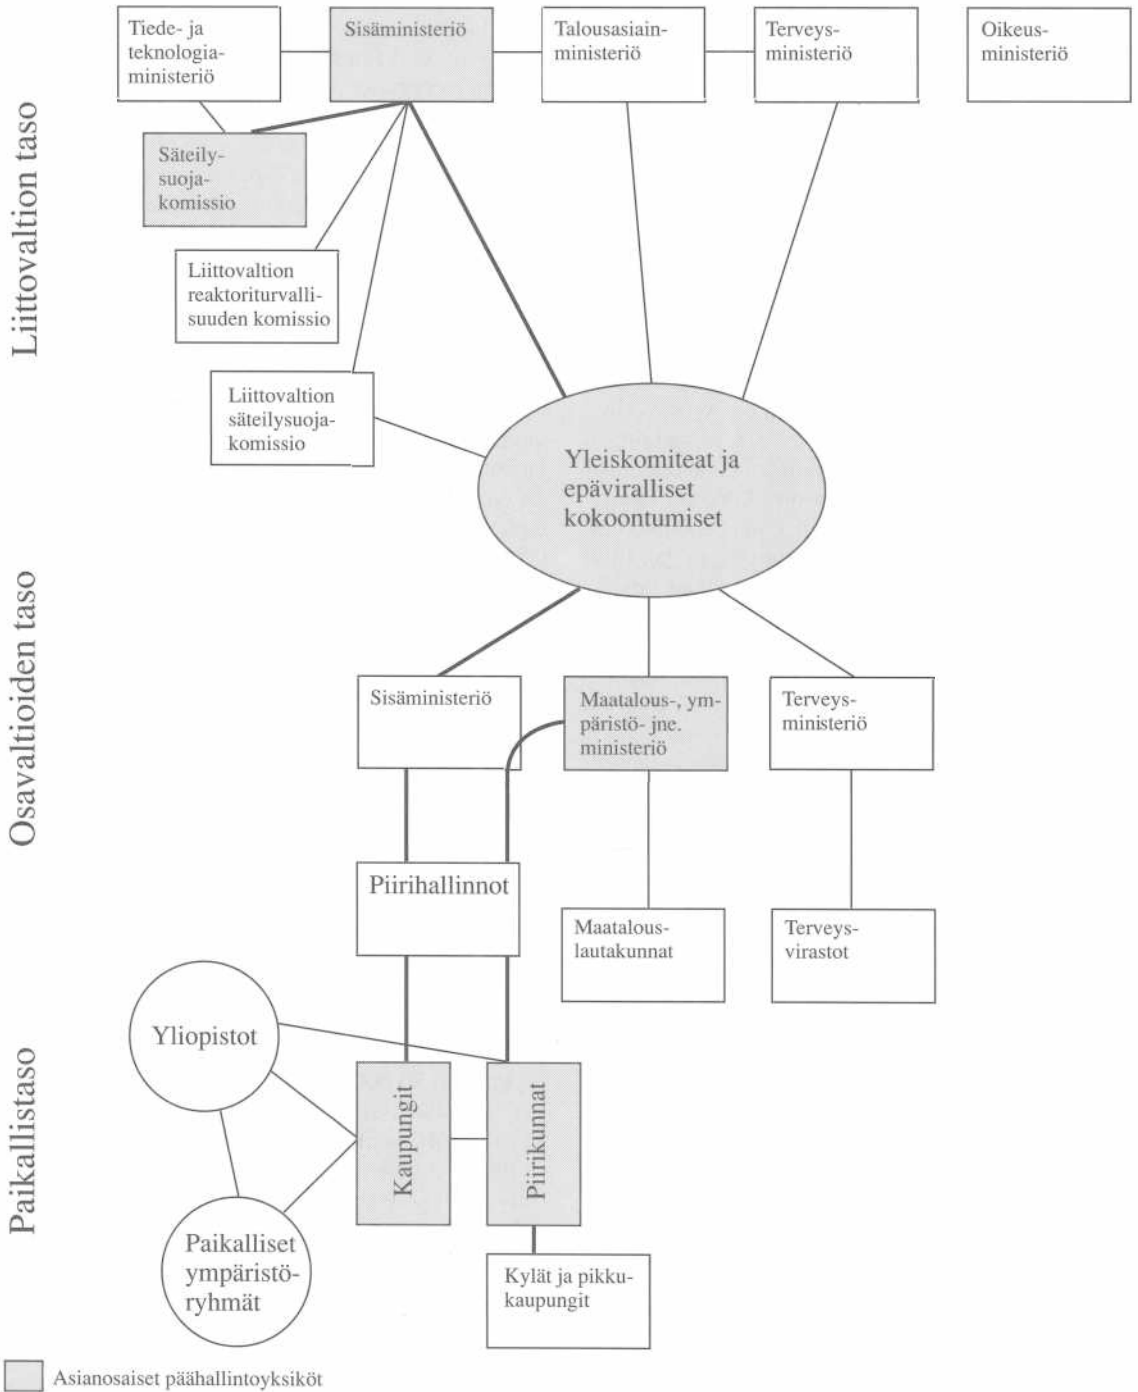 Tiede- ja
teknologia-
ministeriö
Sisäministeriö
Talousasiain-
ministeriö
Terveys-
ministeriö
Oikeus-
ministeriö
Liittovaltion taso
Säteily-
suoja-
komissio
Liittovaltion
reaktoriturvalli-
suuden komissio
Liittovaltion
säteilysuoja-
komissio
Yleiskomiteat ja
epäviralliset
kokoontumiset
Osavaltioiden taso
Sisäministeriö
Maatalous-, ym-
päristö- jne.
ministeriö
Terveys-
ministeriö
Piirihallinnot
Maatalous-
lautakunnat
Terveys-
virastot
Paikallistaso
Yliopistot
Kaupungit
Piirikunnat
Paikalliset
ympäristö-
ryhmät
Kylät ja pikku-
kaupungit
Asianosaiset päähallintoyksiköt